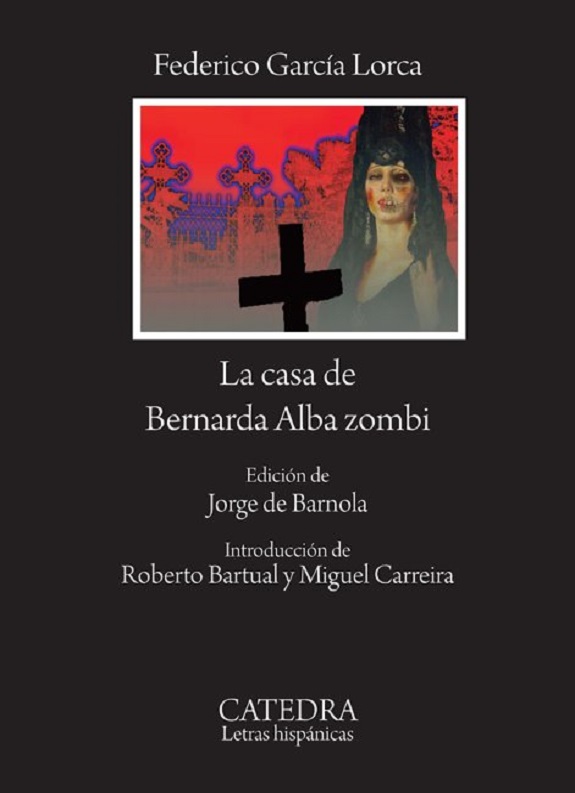 Federico García Lorca
La casa de
Bernarda Alba zombi
Edición de
Jorge de Barnola
Introducción de
Roberto Bartual y Miguel Carreira
CATEDRA
Letras hispánicas